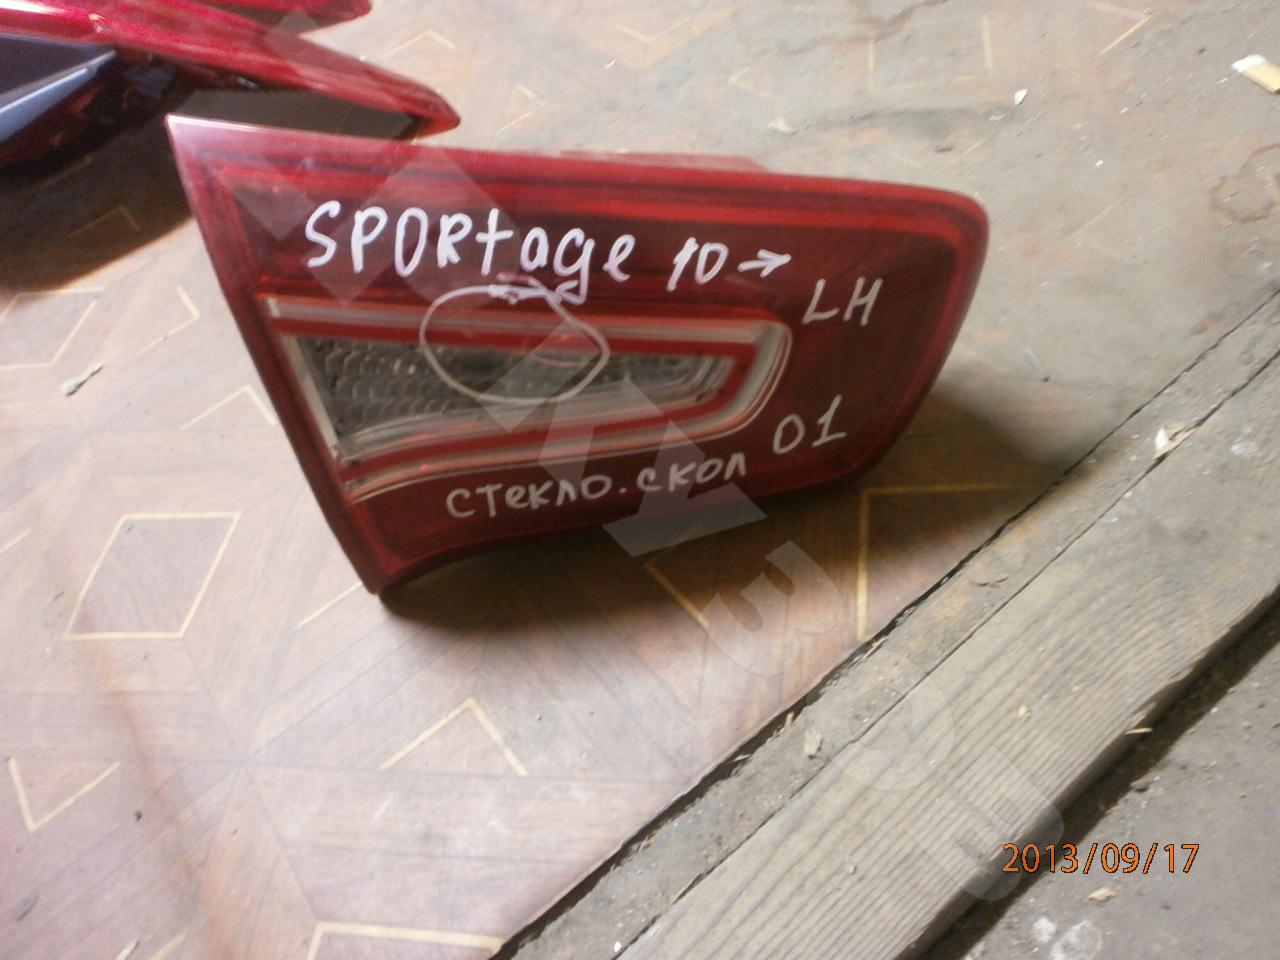 SPORtage 10→
LH
01
стекло.скол
2013/09/17